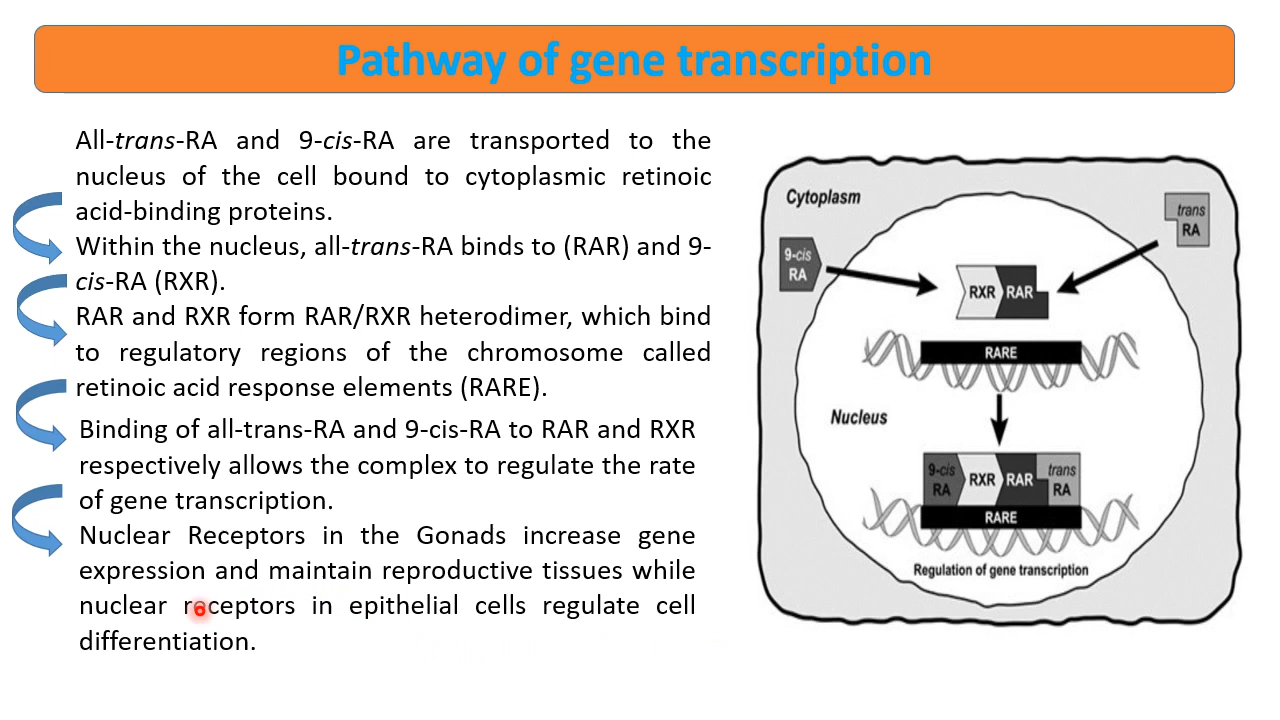 Pathway of gene transcription
All-trans-RA and 9-cis-RA are transported to the
nucleus of the cell bound to cytoplasmic retinoic
acid-binding proteins.
Within the nucleus, all-trans-RA binds to (RAR) and 9-
cis-RA (RXR).
RAR and RXR form RAR/RXR heterodimer, which bind
to regulatory regions of the chromosome called
retinoic acid response elements (RARE).
Binding of all-trans-RA and 9-cis-RA to RAR and RXR
respectively allows the complex to regulate the rate
of gene transcription.
Nuclear Receptors in the Gonads increase gene
expression and maintain reproductive tissues while
nuclear receptors in epithelial cells regulate cell
differentiation.
Cytoplasm
trans
RA
9-cis
RA
RXR RAR
RARE
Nucleus
9-cis
RA
RXR RAR
trans
RA
RARE
Regulation of gene transcription